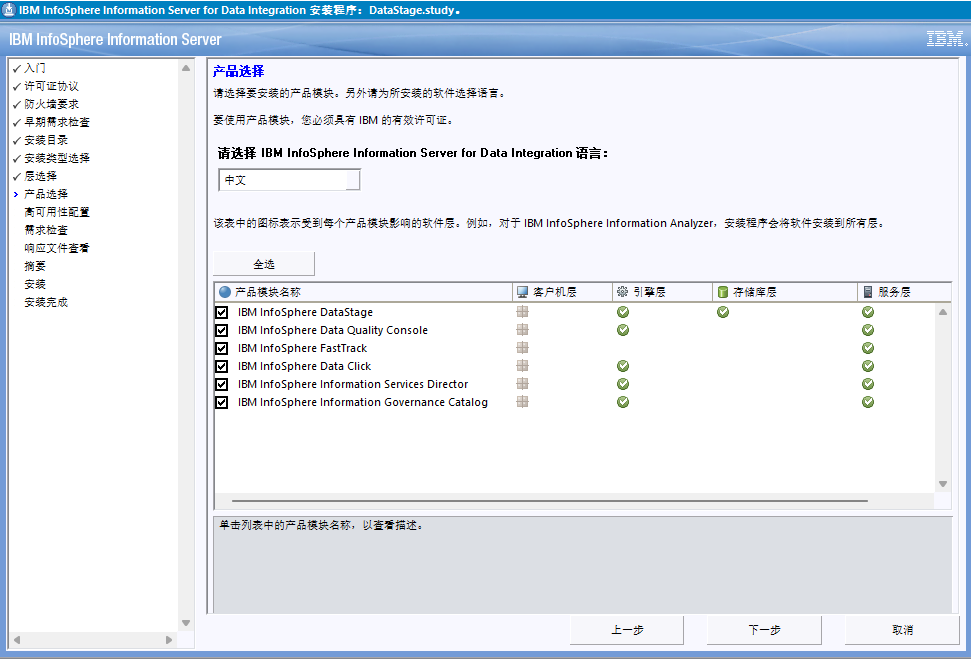 IBM InfoSphere Information Server for Data Integration 安装程序：DataStage.study。
IBM InfoSphere Information Server
IBM.
入门
许可证协议
防火墙要求
早期需求检查
安装目录
安装类型选择
层选择
产品选择
高可用性配置
需求检查
响应文件查看
摘要
安装
安装完成
产品选择
请选择要安装的产品模块。另外请为所安装的软件选择语言。
要使用产品模块，您必须具有 IBM 的有效许可证。
请选择 IBM InfoSphere Information Server for Data Integration 语言：
中文
该表中的图标表示受到每个产品模块影响的软件层。例如，对于 IBM InfoSphere Information Analyzer，安装程序会将软件安装到所有层。
全选
产品模块名称 客户机层 引擎层 存储库层 服务层
IBM InfoSphere DataStage
IBM InfoSphere Data Quality Console
IBM InfoSphere FastTrack
IBM InfoSphere Data Click
IBM InfoSphere Information Services Director
IBM InfoSphere Information Governance Catalog
单击列表中的产品模块名称，以查看描述。
上一步 下一步 取消